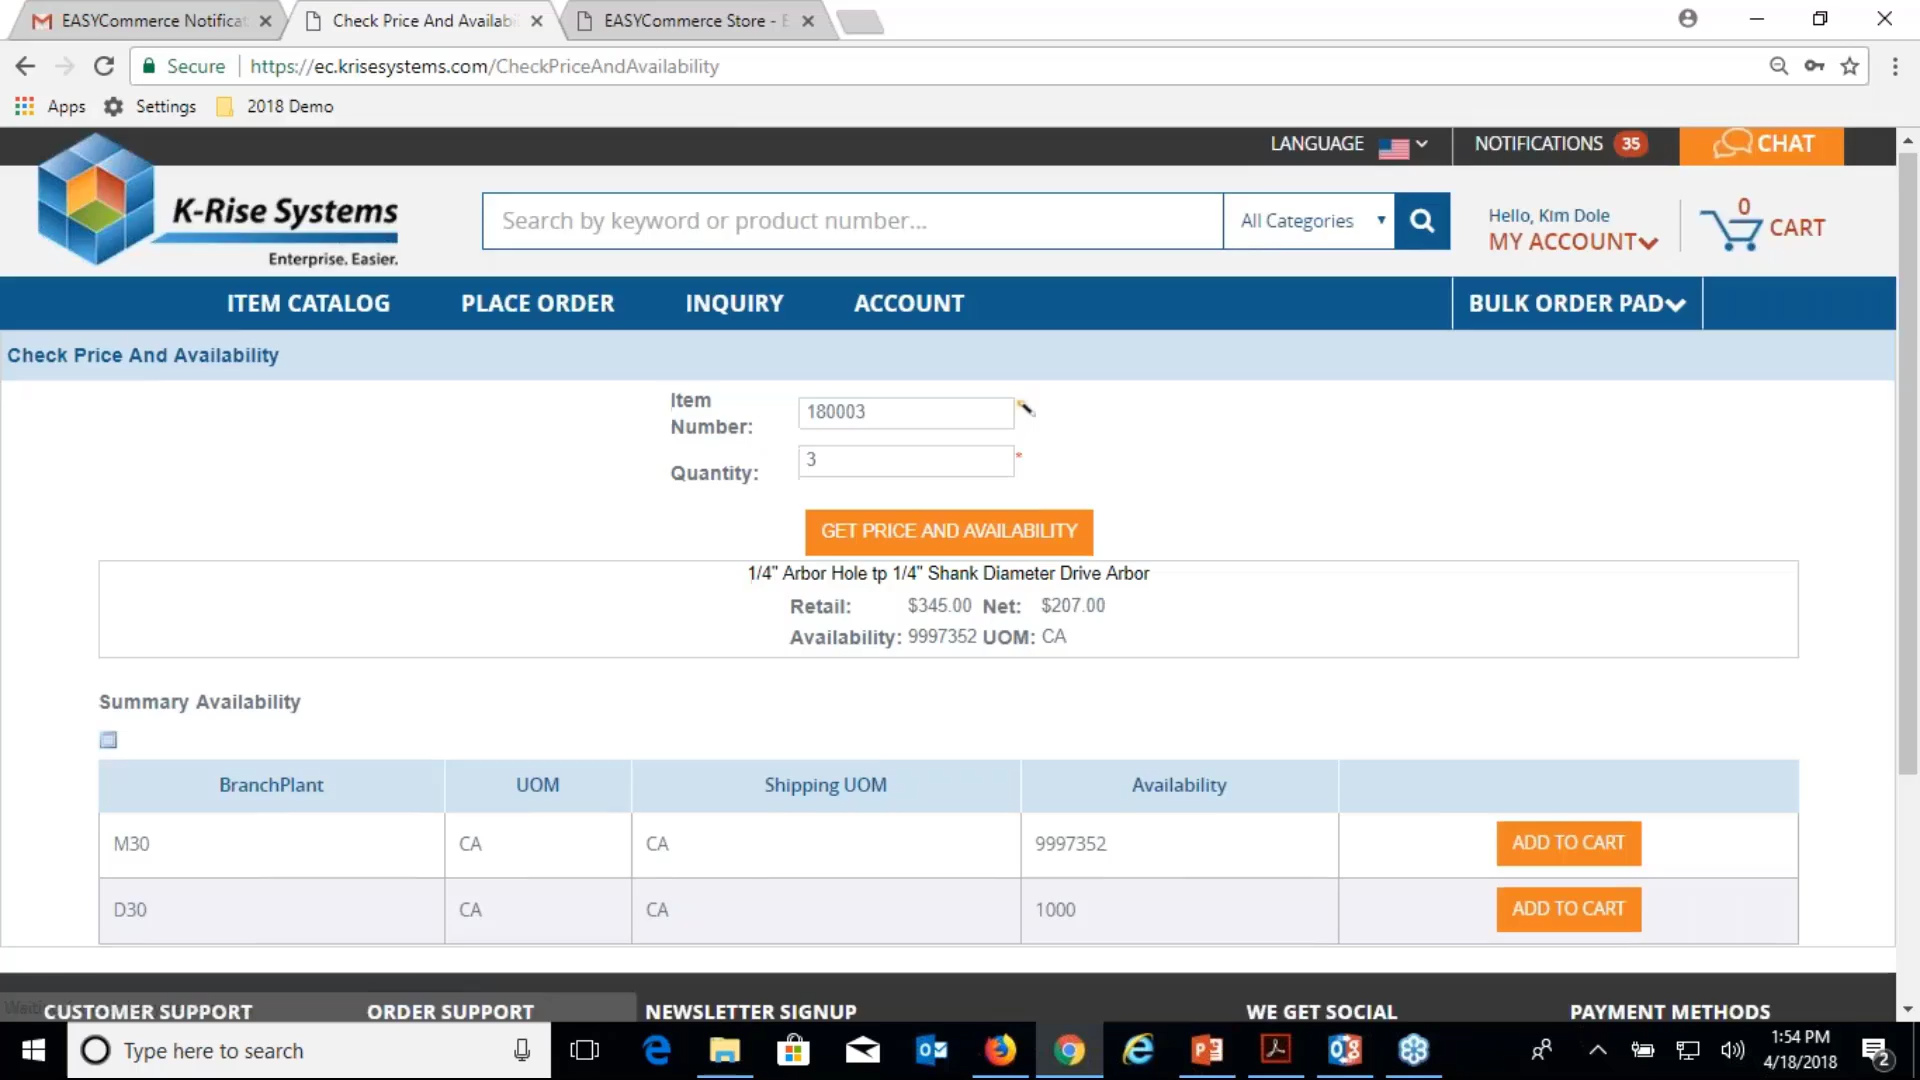 EASYCommerce Notificat
Check Price And Availabi
EASYCommerce Store - E
Secure
https://ec.krisesystems.com/CheckPriceAndAvailability
Apps
Settings
2018 Demo
LANGUAGE
NOTIFICATIONS 35
CHAT
K-Rise Systems
Enterprise. Easier.
Search by keyword or product number...
All Categories
Hello, Kim Dole
MY ACCOUNT
0
CART
ITEM CATALOG
PLACE ORDER
INQUIRY
ACCOUNT
BULK ORDER PAD
Check Price And Availability
Item
Number:
180003
Quantity:
3
*
GET PRICE AND AVAILABILITY
1/4" Arbor Hole tp 1/4" Shank Diameter Drive Arbor
Retail: $345.00 Net: $207.00
Availability: 9997352 UOM: CA
Summary Availability
BranchPlant UOM Shipping UOM Availability
M30 CA CA 9997352 ADD TO CART
D30 CA CA 1000 ADD TO CART
CUSTOMER SUPPORT
ORDER SUPPORT
NEWSLETTER SIGNUP
WE GET SOCIAL
PAYMENT METHODS
Type here to search
1:54 PM
4/18/2018
2